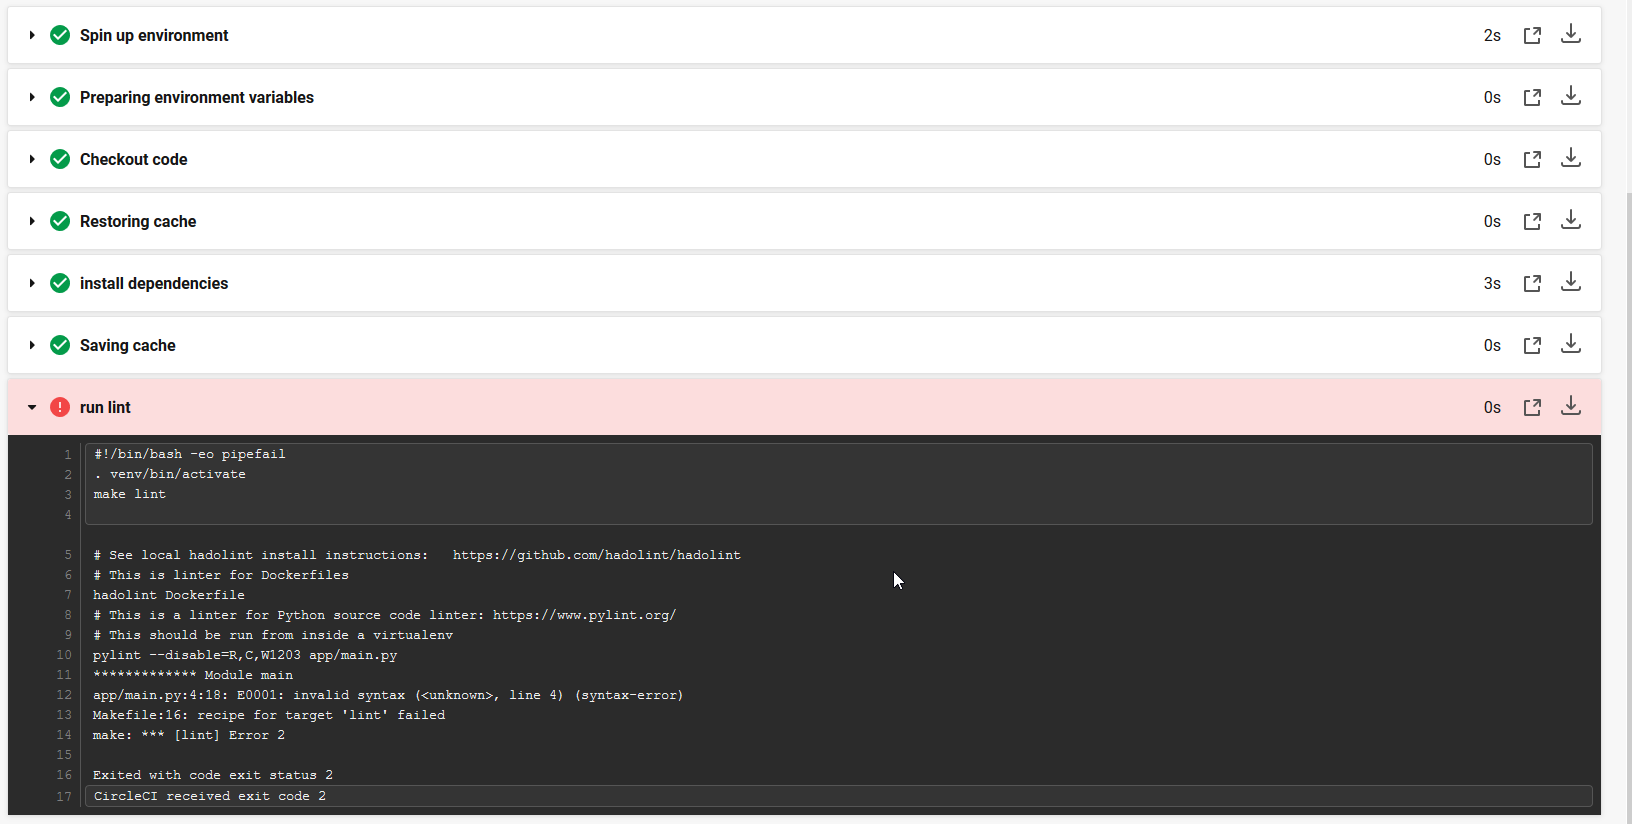 Spin up environment 2s
Preparing environment variables 0s
Checkout code 0s
Restoring cache 0s
install dependencies 3s
Saving cache 0s
! run lint 0s
1 #!/bin/bash -eo pipefail
2 . venv/bin/activate
3 make lint
4
5 # See local hadolint install instructions:   https://github.com/hadolint/hadolint
6 # This is linter for Dockerfiles
7 hadolint Dockerfile
8 # This is a linter for Python source code linter: https://www.pylint.org/
9 # This should be run from inside a virtualenv
10 pylint --disable=R,C,W1203 app/main.py
11 ************* Module main
12 app/main.py:4:18: E0001: invalid syntax (<unknown>, line 4) (syntax-error)
13 Makefile:16: recipe for target 'lint' failed
14 make: *** [lint] Error 2
15
16 Exited with code exit status 2
17 CircleCI received exit code 2